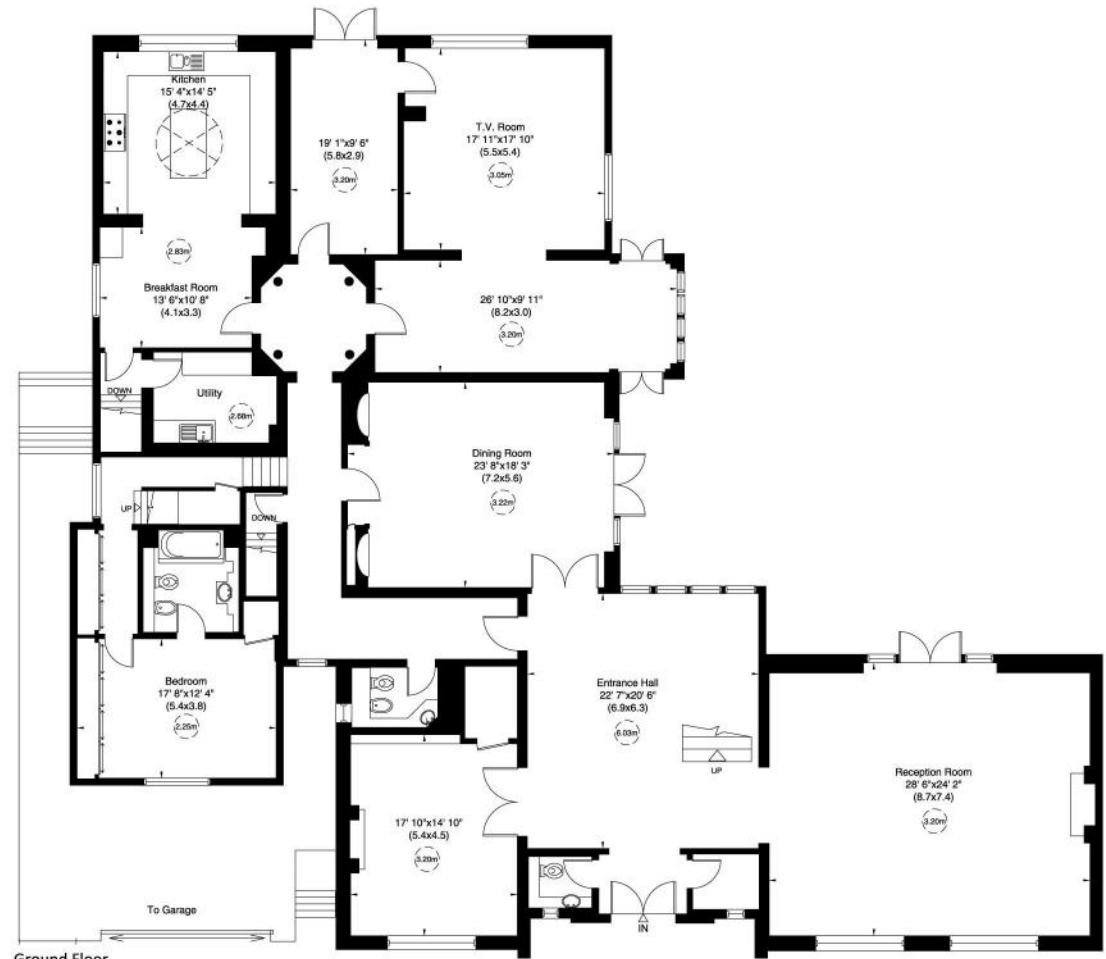 Kitchen
15' 4"x14' 5"
(4.7x4.4)
19' 1"x9' 6"
(5.8x2.9)
3.20m
T.V. Room
17' 11"x17' 10"
(5.5x5.4)
3.05m
2.83m
Breakfast Room
13' 6"x10' 8"
(4.1x3.3)
26' 10"x9' 11"
(8.2x3.0)
3.20m
DOWN
Utility
2.68m
Dining Room
23' 8"x18' 3"
(7.2x5.6)
3.22m
UP
DOWN
Bedroom
17' 8"x12' 4"
(5.4x3.8)
2.25m
Entrance Hall
22' 7"x20' 6"
(6.9x6.3)
6.03m
UP
Reception Room
28' 6"x24' 2"
(8.7x7.4)
3.20m
17' 10"x14' 10"
(5.4x4.5)
3.20m
To Garage
IN
Ground Floor